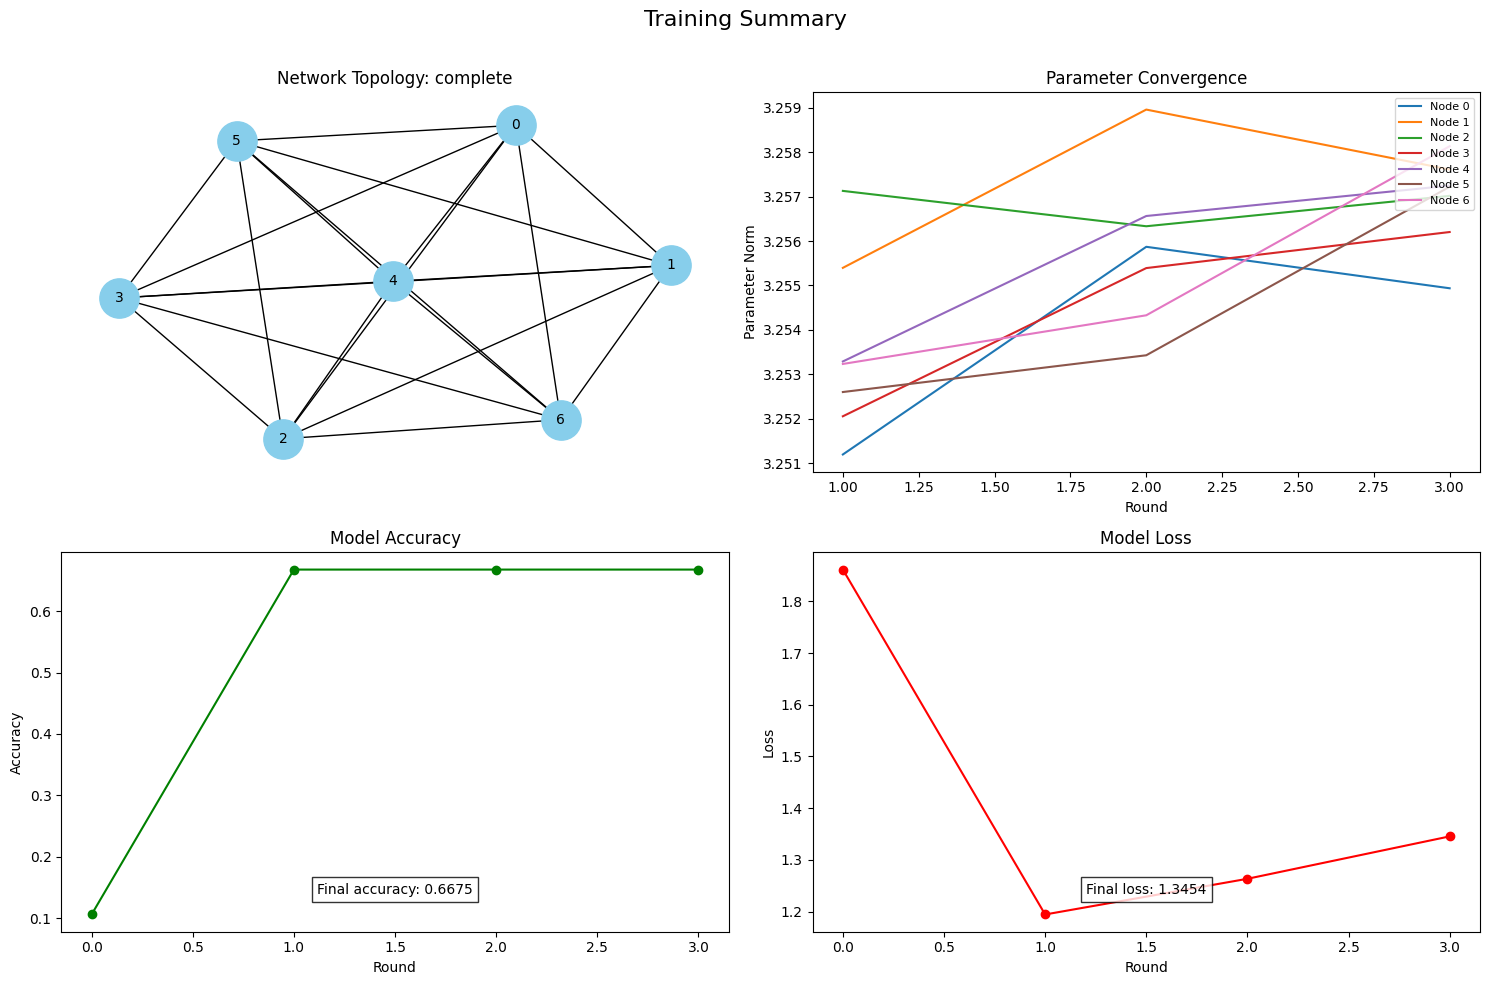 Training Summary
Network Topology: complete
5
0
1
4
3
6
2
Parameter Convergence
Parameter Norm
3.259
3.258
3.257
3.256
3.255
3.254
3.253
3.252
3.251
Node 0
Node 1
Node 2
Node 3
Node 4
Node 5
Node 6
1.00 1.25 1.50 1.75 2.00 2.25 2.50 2.75 3.00
Round
Model Accuracy
Accuracy
0.6
0.5
0.4
0.3
0.2
0.1
Final accuracy: 0.6675
0.0 0.5 1.0 1.5 2.0 2.5 3.0
Round
Model Loss
Loss
1.8
1.7
1.6
1.5
1.4
1.3
1.2
Final loss: 1.3454
0.0 0.5 1.0 1.5 2.0 2.5 3.0
Round